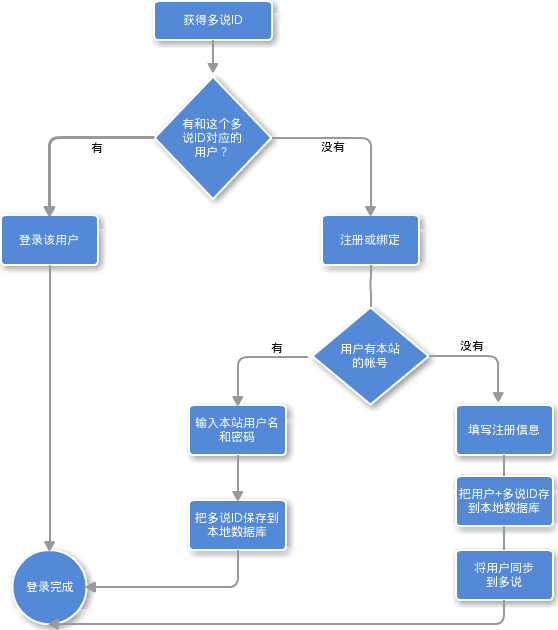 获得多说ID
有和这个多
说ID对应的
用户？
有
没有
登录该用户
注册或绑定
用户有本站
的帐号
有
没有
输入本站用户名
和密码
填写注册信息
把多说ID保存到
本地数据库
把用户+多说ID存
到本地数据库
将用户同步
到多说
登录完成